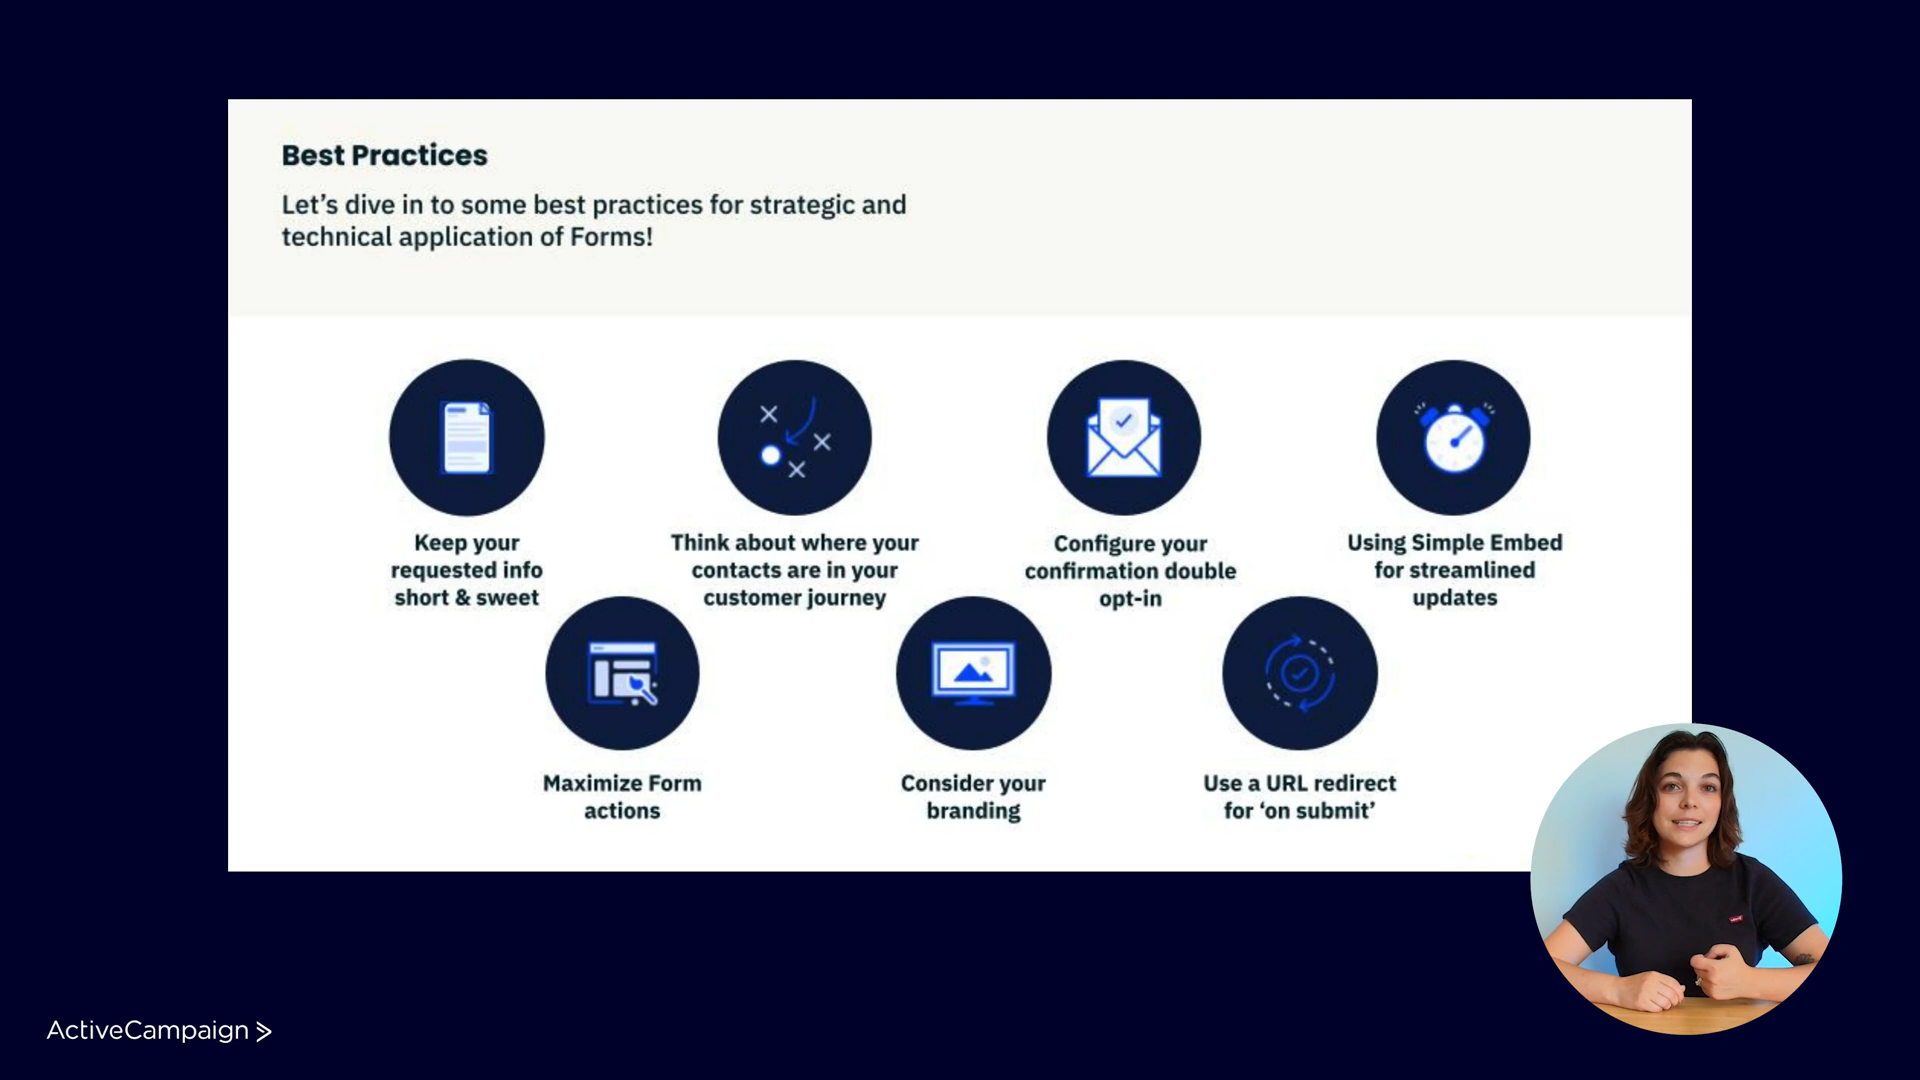 Best Practices
Let’s dive in to some best practices for strategic and
technical application of Forms!
Keep your
requested info
short & sweet
Think about where your
contacts are in your
customer journey
Configure your
confirmation double
opt-in
Using Simple Embed
for streamlined
updates
Maximize Form
actions
Consider your
branding
Use a URL redirect
for ‘on submit’
ActiveCampaign